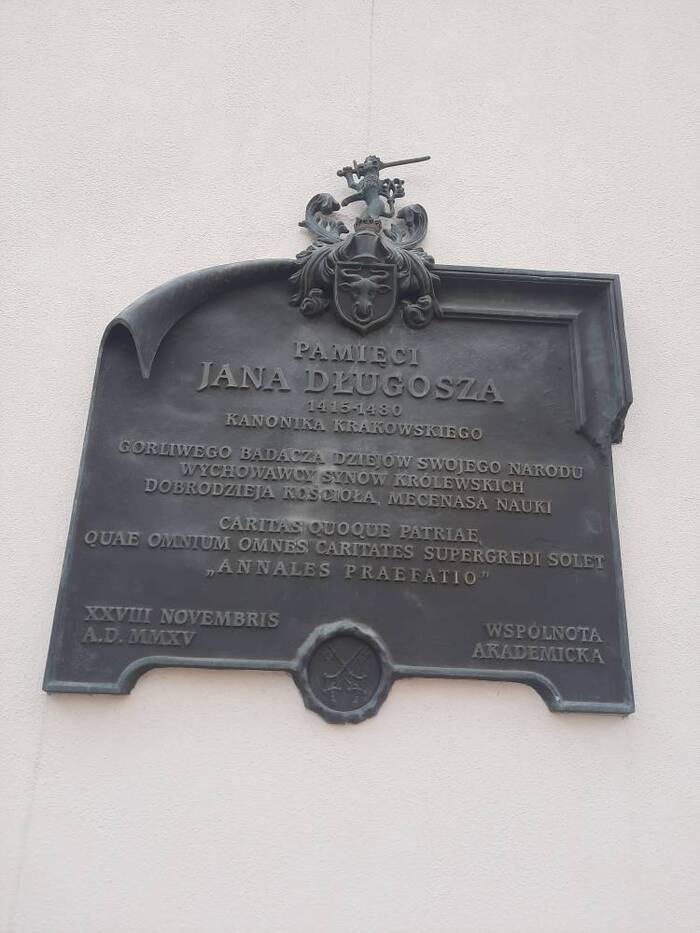 PAMIĘCI
JANA DŁUGOSZA
1415-1480
KANONIKA KRAKOWSKIEGO
GORLIWEGO BADACZA DZIEJÓW SWOJEGO NARODU
WYCHOWAWCY SYNÓW KRÓLEWSKICH
DOBRODZIEJA KOŚCIOŁA, MECENASA NAUKI
CARITAS QUOQUE PATRIAE,
QUAE OMNIUM OMNES CARITATES SUPERGREDI SOLET
„ANNALES PRAEFATIO"
XXVIII NOVEMBRIS
A.D. MMXV
WSPÓLNOTA
AKADEMICKA